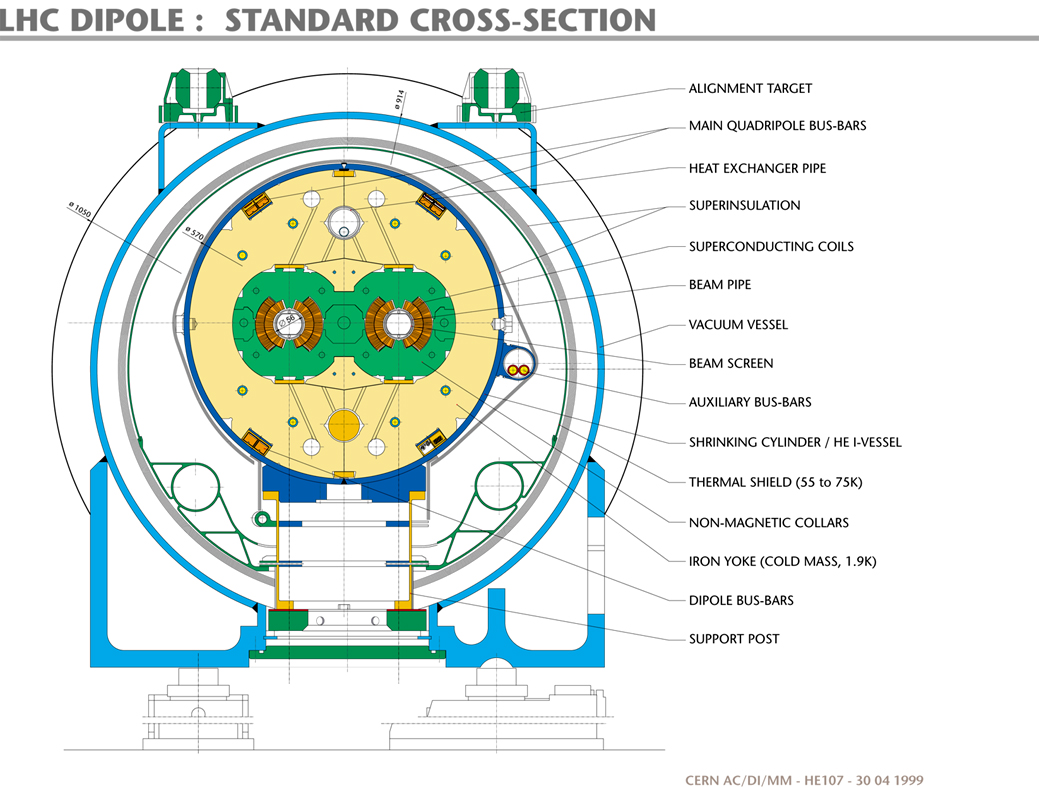 LHC DIPOLE : STANDARD CROSS-SECTION
ALIGNMENT TARGET
MAIN QUADRIPOLE BUS-BARS
HEAT EXCHANGER PIPE
SUPERINSULATION
SUPERCONDUCTING COILS
BEAM PIPE
VACUUM VESSEL
BEAM SCREEN
AUXILIARY BUS-BARS
SHRINKING CYLINDER / HE I-VESSEL
THERMAL SHIELD (55 to 75K)
NON-MAGNETIC COLLARS
IRON YOKE (COLD MASS, 1.9K)
DIPOLE BUS-BARS
SUPPORT POST
ø 914
ø 1050
ø 570
Ø 56
CERN AC/DI/MM - HE107 - 30 04 1999